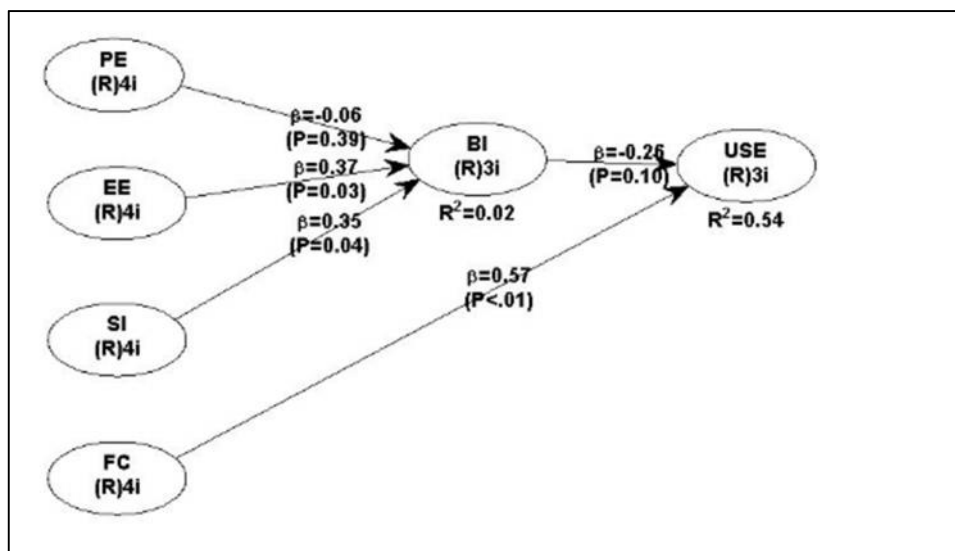 PE
(R)4i
β=-0.06
(P=0.39)
BI
(R)3i
β=-0.26
(P=0.10)
USE
(R)3i
EE
(R)4i
β=0.37
(P=0.03)
R²=0.02
R²=0.54
β=0.35
(P=0.04)
SI
(R)4i
β=0.57
(P<.01)
FC
(R)4i